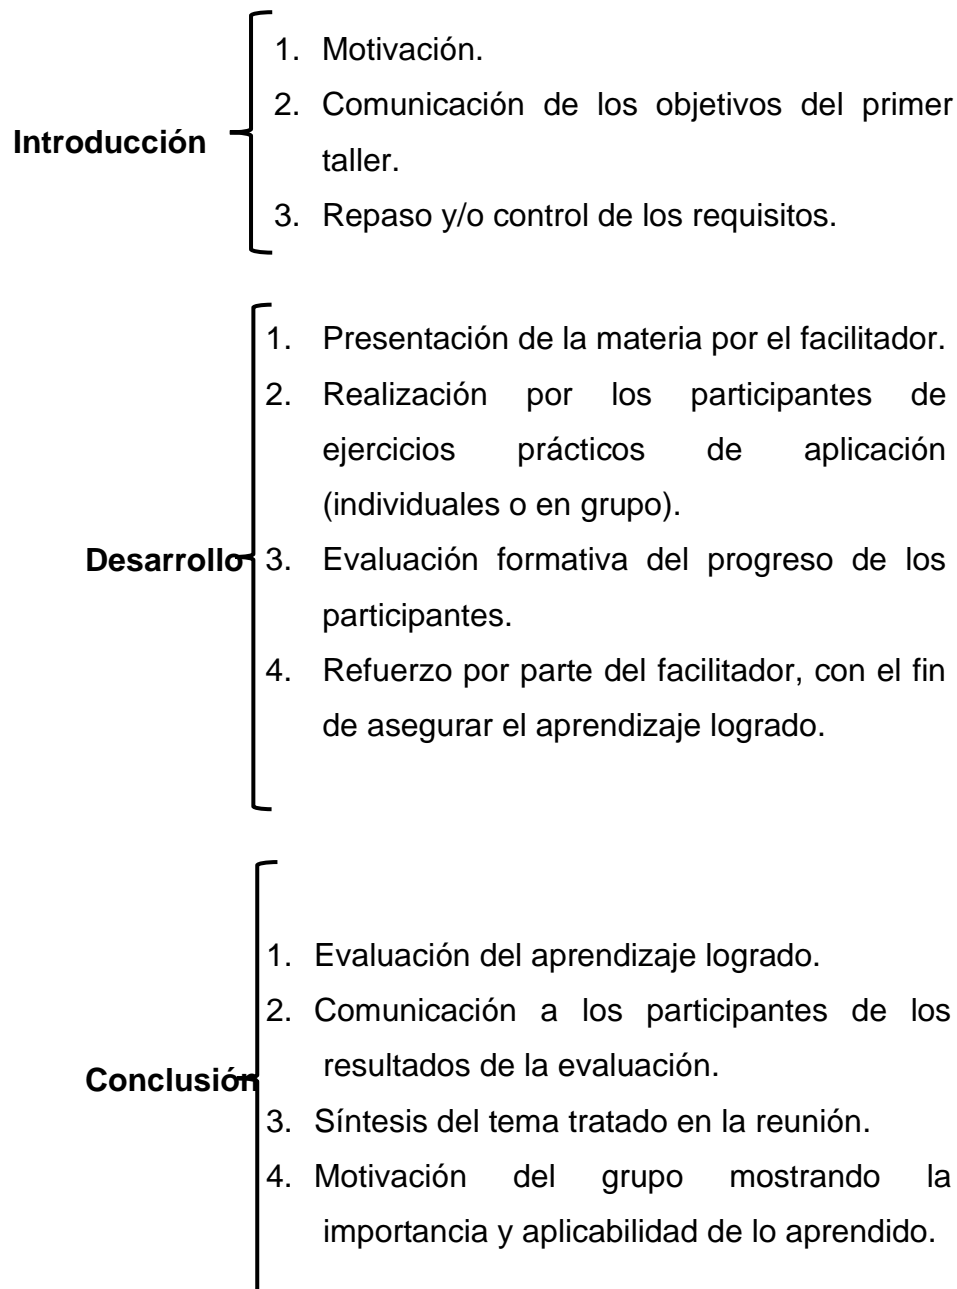 Introducción
1. Motivación.
2. Comunicación de los objetivos del primer
taller.
3. Repaso y/o control de los requisitos.
Desarrollo
1. Presentación de la materia por el facilitador.
2. Realización por los participantes de
ejercicios prácticos de aplicación
(individuales o en grupo).
3. Evaluación formativa del progreso de los
participantes.
4. Refuerzo por parte del facilitador, con el fin
de asegurar el aprendizaje logrado.
Conclusión
1. Evaluación del aprendizaje logrado.
2. Comunicación a los participantes de los
resultados de la evaluación.
3. Síntesis del tema tratado en la reunión.
4. Motivación del grupo mostrando la
importancia y aplicabilidad de lo aprendido.